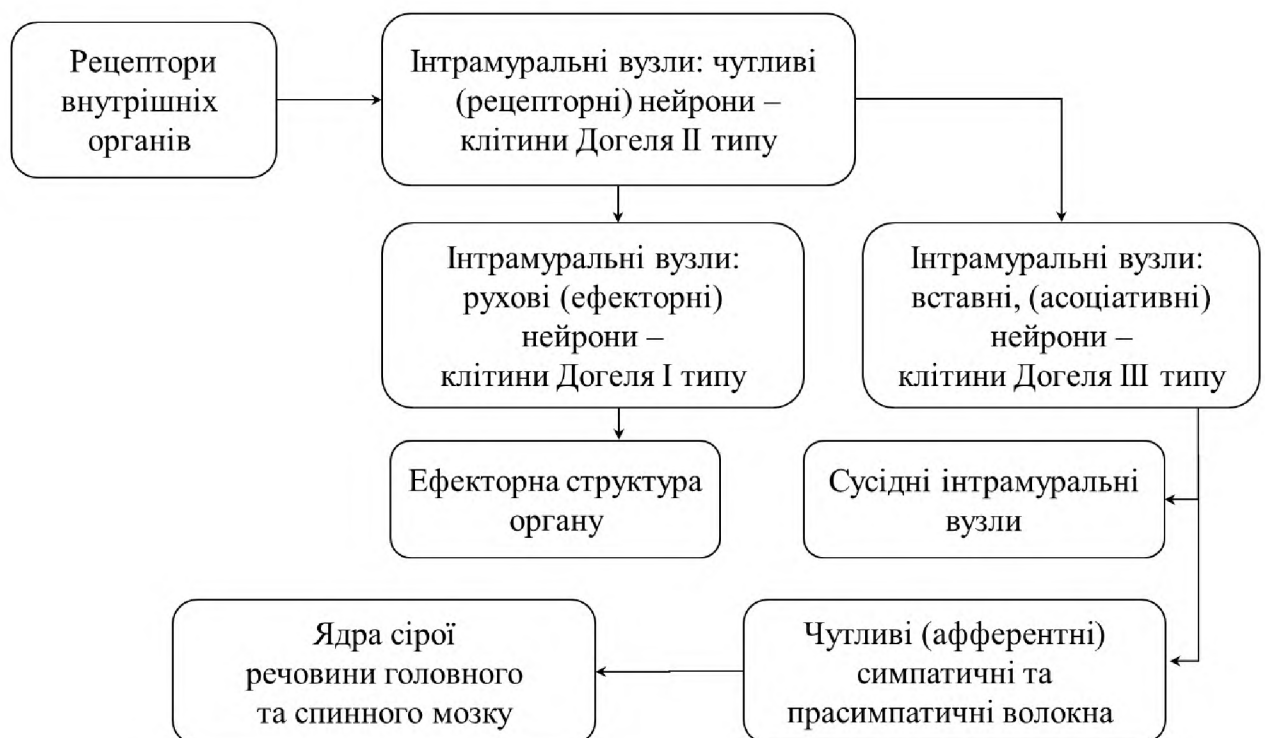 Рецептори
внутрішніх
органів
Інтрамуральні вузли: чутливі
(рецепторні) нейрони –
клітини Догеля II типу
Інтрамуральні вузли:
рухові (ефекторні)
нейрони –
клітини Догеля I типу
Інтрамуральні вузли:
вставні, (асоціативні)
нейрони –
клітини Догеля III типу
Ефекторна структура
органу
Сусідні інтрамуральні
вузли
Ядра сірої
речовини головного
та спинного мозку
Чутливі (афферентні)
симпатичні та
прасимпатичні волокна